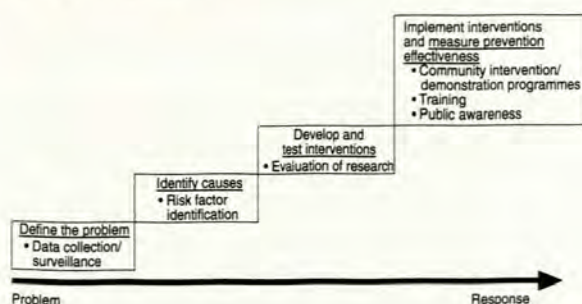 Define the problem
• Data collection/
surveillance
Identify causes
• Risk factor
identification
Develop and
test interventions
• Evaluation of research
Implement interventions
and measure prevention
effectiveness
• Community intervention/
demonstration programmes
• Training
• Public awareness
Problem
Response